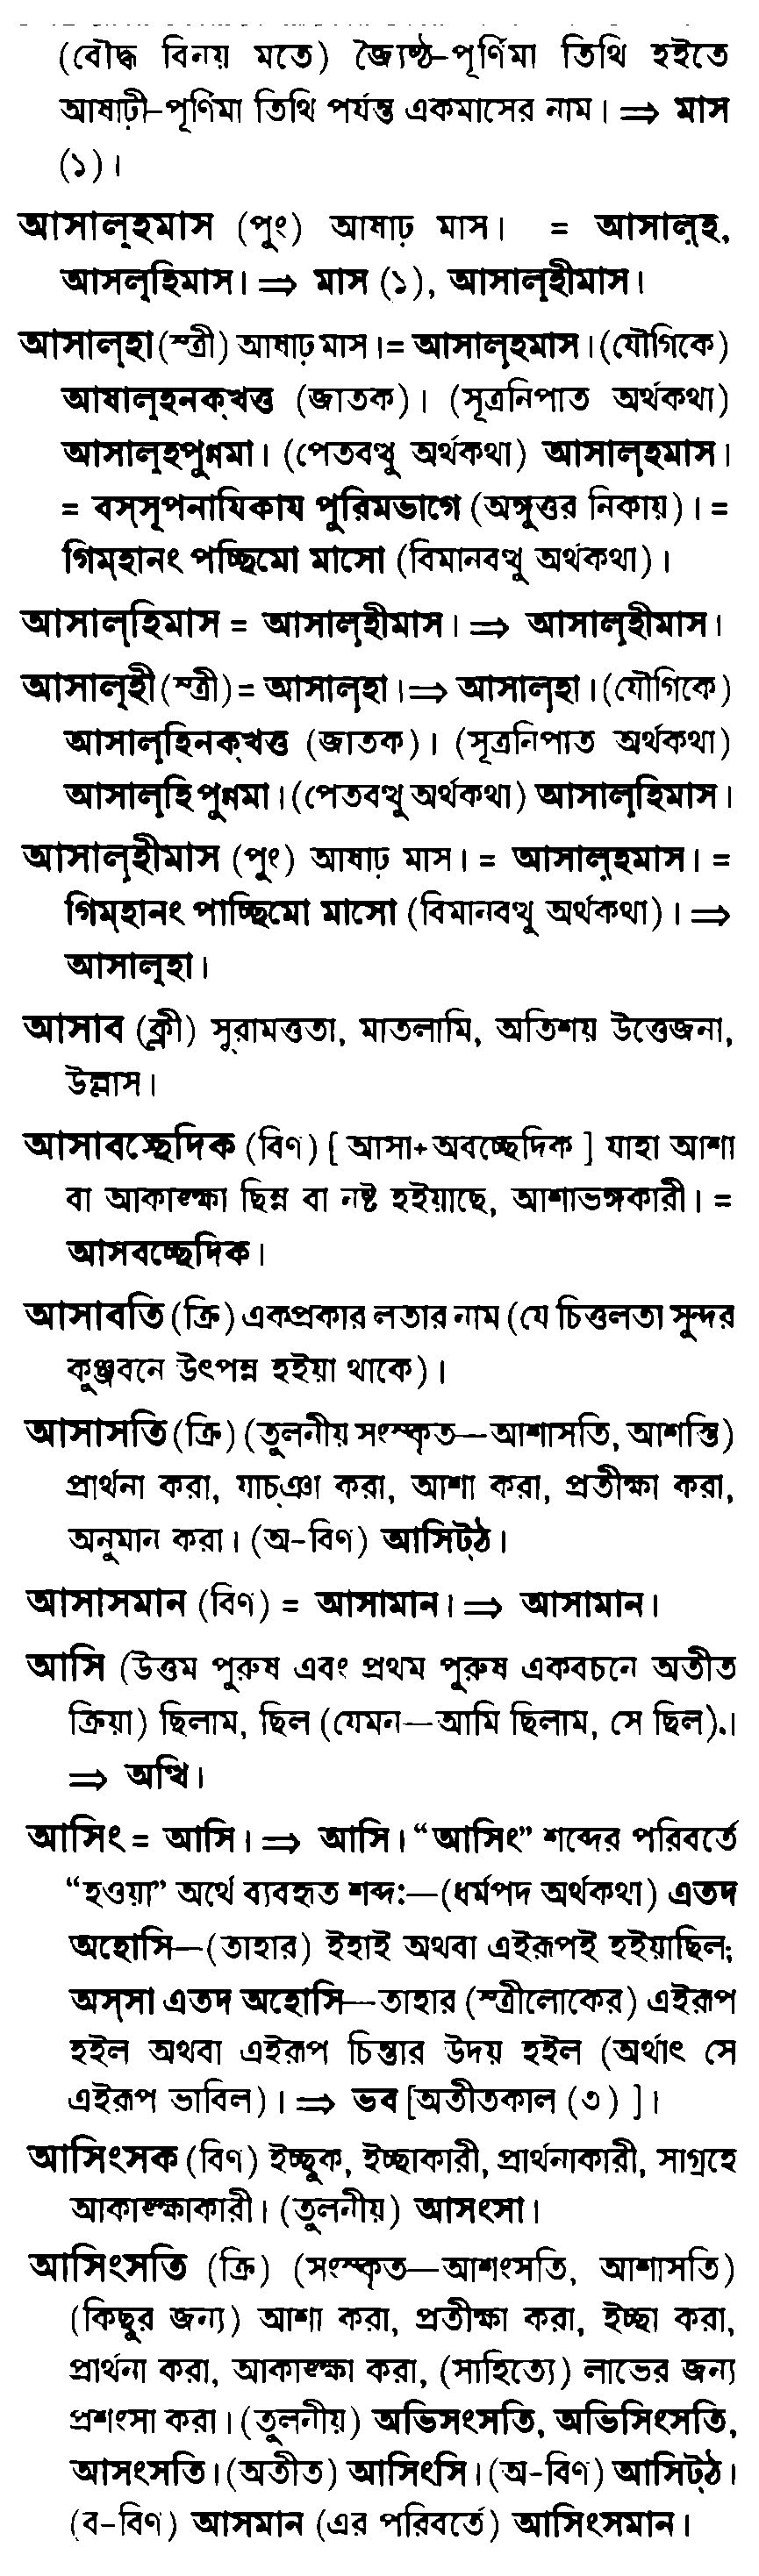 (বৌদ্ধ বিনয় মতে) জ্যৈষ্ঠ-পূর্ণিমা তিথি হইতে
আষাঢ়ী-পূর্ণিমা তিথি পর্যন্ত একমাসের নাম। ⇒ মাস
(১)।
আসাল্‌হমাস (পুং) আষাঢ় মাস। = আসাল্‌হ,
আসল্‌হিমাস। ⇒ মাস (১), আসাল্‌হীমাস।
আসাল্‌হা (স্ত্রী) আষাঢ় মাস। = আসাল্‌হমাস। (যৌগিকে)
আষাল্‌হনক্‌খত্ত (জাতক)। (সূত্রনিপাত অর্থকথা)
আসাল্‌হপুন্নমা। (পেতবত্থু অর্থকথা) আসাল্‌হমাস।
= বস্‌সূপনাযিকায পুরিমভাগে (অঙ্গুত্তর নিকায়)। =
গিম্‌হানং পচ্ছিমো মাসো (বিমানবত্থু অর্থকথা)।
আসাল্‌হিমাস = আসাল্‌হীমাস। ⇒ আসাল্‌হীমাস।
আসাল্‌হী (স্ত্রী) = আসাল্‌হা। ⇒ আসাল্‌হা। (যৌগিকে)
আসাল্‌হিনক্‌খত্ত (জাতক)। (সূত্রনিপাত অর্থকথা)
আসাল্‌হি পুন্নমা। (পেতবত্থু অর্থকথা) আসাল্‌হিমাস।
আসাল্‌হীমাস (পুং) আষাঢ় মাস। = আসাল্‌হমাস। =
গিম্‌হানং পাচ্ছিমো মাসো (বিমানবত্থু অর্থকথা)। ⇒
আসাল্‌হা।
আসাব (ক্লী) সুরামত্ততা, মাতলামি, অতিশয় উত্তেজনা,
উল্লাস।
আসাবচ্ছেদিক (বিণ) [ আসা+অবচ্ছেদিক ] যাহা আশা
বা আকাঙ্ক্ষা ছিন্ন বা নষ্ট হইয়াছে, আশাভঙ্গকারী। =
আসবচ্ছেদিক।
আসাবতি (ক্রি) একপ্রকার লতার নাম (যে চিত্তলতা সুন্দর
কুঞ্জবনে উৎপন্ন হইয়া থাকে)।
আসাসতি (ক্রি) (তুলনীয় সংস্কৃত—আশাসতি, আশস্তি)
প্রার্থনা করা, যাচ্‌ঞা করা, আশা করা, প্রতীক্ষা করা,
অনুমান করা। (অ-বিণ) আসিট্‌ঠ।
আসাসমান (বিণ) = আসামান। ⇒ আসামান।
আসি (উত্তম পুরুষ এবং প্রথম পুরুষ একবচনে অতীত
ক্রিয়া) ছিলাম, ছিল (যেমন—আমি ছিলাম, সে ছিল)।
⇒ অত্থি।
আসিং = আসি। ⇒ আসি। “আসিং” শব্দের পরিবর্তে
“হওয়া” অর্থে ব্যবহৃত শব্দ:—(ধর্মপদ অর্থকথা) এতদ
অহোসি—(তাহার) ইহাই অথবা এইরূপই হইয়াছিল;
অস্‌সা এতদ অহোসি—তাহার (স্ত্রীলোকের) এইরূপ
হইল অথবা এইরূপ চিন্তার উদয় হইল (অর্থাৎ সে
এইরূপ ভাবিল)। ⇒ ভব [অতীতকাল (৩) ]।
আসিংসক (বিণ) ইচ্ছুক, ইচ্ছাকারী, প্রার্থনাকারী, সাগ্রহে
আকাঙ্ক্ষাকারী। (তুলনীয়) আসংসা।
আসিংসতি (ক্রি) (সংস্কৃত—আশংসতি, আশাসতি)
(কিছুর জন্য) আশা করা, প্রতীক্ষা করা, ইচ্ছা করা,
প্রার্থনা করা, আকাঙ্ক্ষা করা, (সাহিত্যে) লাভের জন্য
প্রশংসা করা। (তুলনীয়) অভিসংসতি, অভিসিংসতি,
আসংসতি। (অতীত) আসিংসি। (অ-বিণ) আসিট্‌ঠ।
(ব-বিণ) আসমান (এর পরিবর্তে) আসিংসমান।